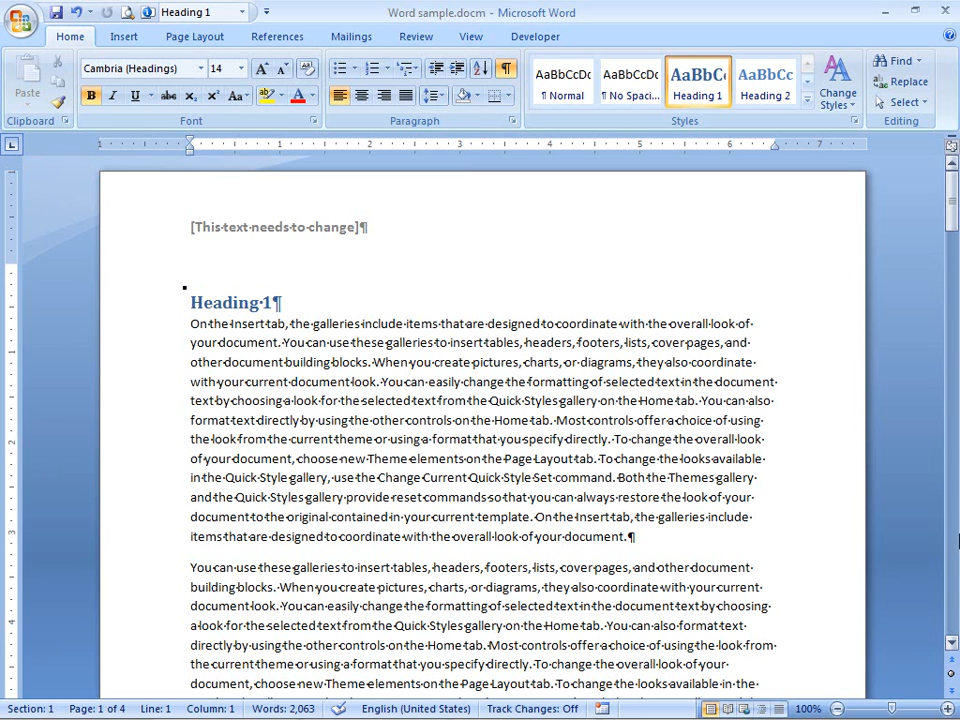 Heading 1
Word sample.docm - Microsoft Word
Home Insert Page Layout References Mailings Review View Developer
Cambria (Headings) 14
AaBbCcDc AaBbCcDc AaBbCc AaBbCc
Find
Replace
Select
Paste
B I U abc x₂ x² Aa ab A
¶ Normal ¶ No Spaci... Heading 1 Heading 2
Change
Styles
Clipboard Font Paragraph Styles Editing
1 1 2 3 4 5 6 7
[This text needs to change]¶
Heading 1¶
On the Insert tab, the galleries include items that are designed to coordinate with the overall look of
your document. You can use these galleries to insert tables, headers, footers, lists, cover pages, and
other document building blocks. When you create pictures, charts, or diagrams, they also coordinate
with your current document look. You can easily change the formatting of selected text in the document
text by choosing a look for the selected text from the Quick Styles gallery on the Home tab. You can also
format text directly by using the other controls on the Home tab. Most controls offer a choice of using
the look from the current theme or using a format that you specify directly. To change the overall look
of your document, choose new Theme elements on the Page Layout tab. To change the looks available
in the Quick Style gallery, use the Change Current Quick Style Set command. Both the Themes gallery
and the Quick Styles gallery provide reset commands so that you can always restore the look of your
document to the original contained in your current template. On the Insert tab, the galleries include
items that are designed to coordinate with the overall look of your document.¶
You can use these galleries to insert tables, headers, footers, lists, cover pages, and other document
building blocks. When you create pictures, charts, or diagrams, they also coordinate with your current
document look. You can easily change the formatting of selected text in the document text by choosing
a look for the selected text from the Quick Styles gallery on the Home tab. You can also format text
directly by using the other controls on the Home tab. Most controls offer a choice of using the look from
the current theme or using a format that you specify directly. To change the overall look of your
document, choose new Theme elements on the Page Layout tab. To change the looks available in the
Section: 1 Page: 1 of 4 Line: 1 Column: 1 Words: 2,063 English (United States) Track Changes: Off 100%